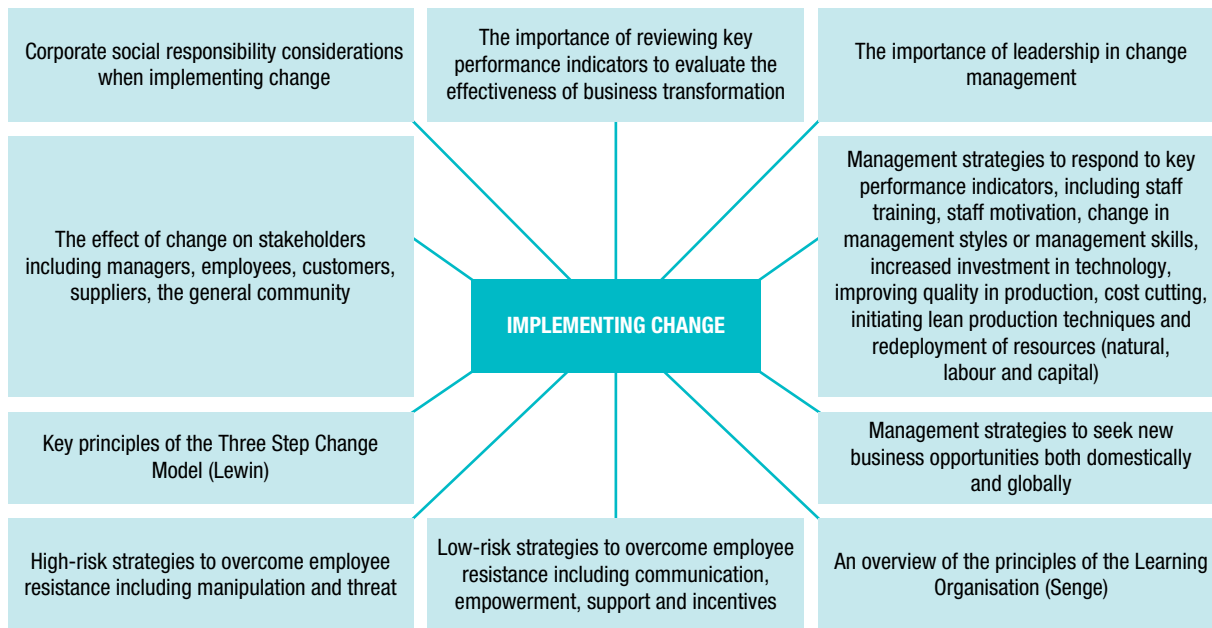 Corporate social responsibility considerations
when implementing change
The importance of reviewing key
performance indicators to evaluate the
effectiveness of business transformation
The importance of leadership in change
management
The effect of change on stakeholders
including managers, employees, customers,
suppliers, the general community
Management strategies to respond to key
performance indicators, including staff
training, staff motivation, change in
management styles or management skills,
increased investment in technology,
improving quality in production, cost cutting,
initiating lean production techniques and
redeployment of resources (natural,
labour and capital)
IMPLEMENTING CHANGE
Key principles of the Three Step Change
Model (Lewin)
Management strategies to seek new
business opportunities both domestically
and globally
High-risk strategies to overcome employee
resistance including manipulation and threat
Low-risk strategies to overcome employee
resistance including communication,
empowerment, support and incentives
An overview of the principles of the Learning
Organisation (Senge)